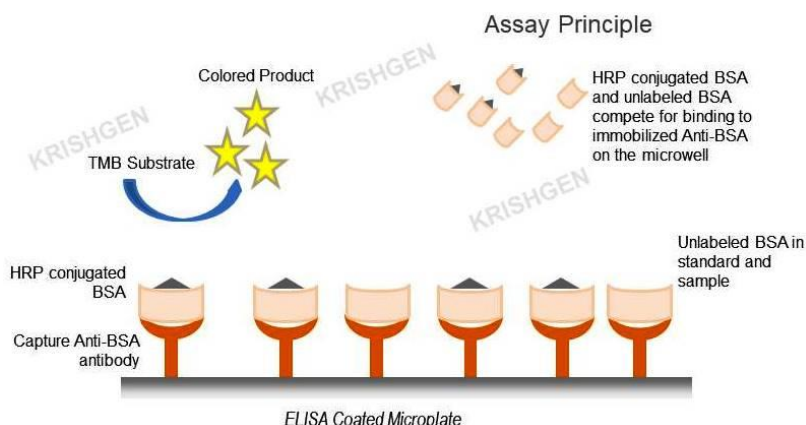 Assay Principle
KRISHGEN
Colored Product
HRP conjugated BSA
and unlabeled BSA
compete for binding to
immobilized Anti-BSA
on the microwell
KRISHGEN
TMB Substrate
KRISHGEN
Unlabeled BSA in
standard and
sample
HRP conjugated
BSA
Capture Anti-BSA
antibody
ELISA Coated Microplate